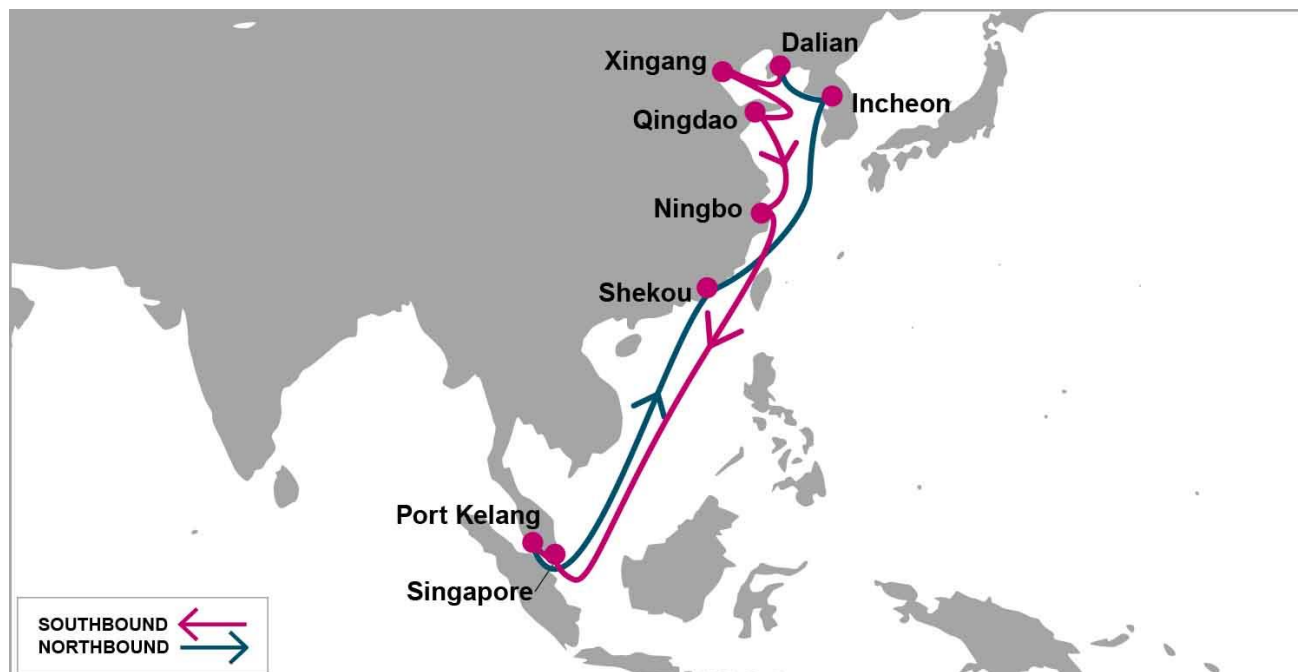 Dalian
Xingang
Incheon
Qingdao
Ningbo
Shekou
Port Kelang
Singapore
SOUTHBOUND
NORTHBOUND